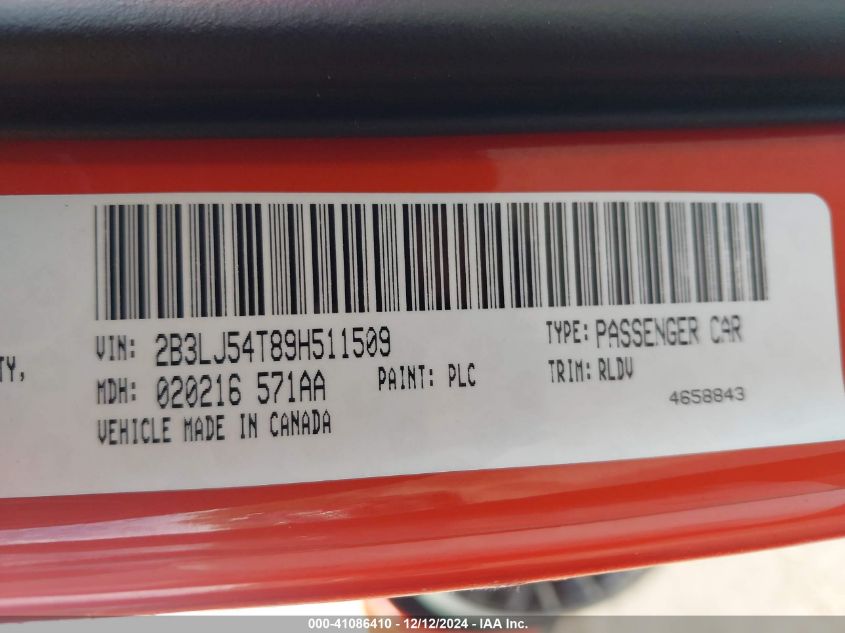 VIN: 2B3LJ54T89H511509 TYPE: PASSENGER CAR
TY, MDH: 020216 571AA PAINT: PLC TRIM: RLDV
VEHICLE MADE IN CANADA 4658843
000-41086410 - 12/12/2024 - IAA Inc.